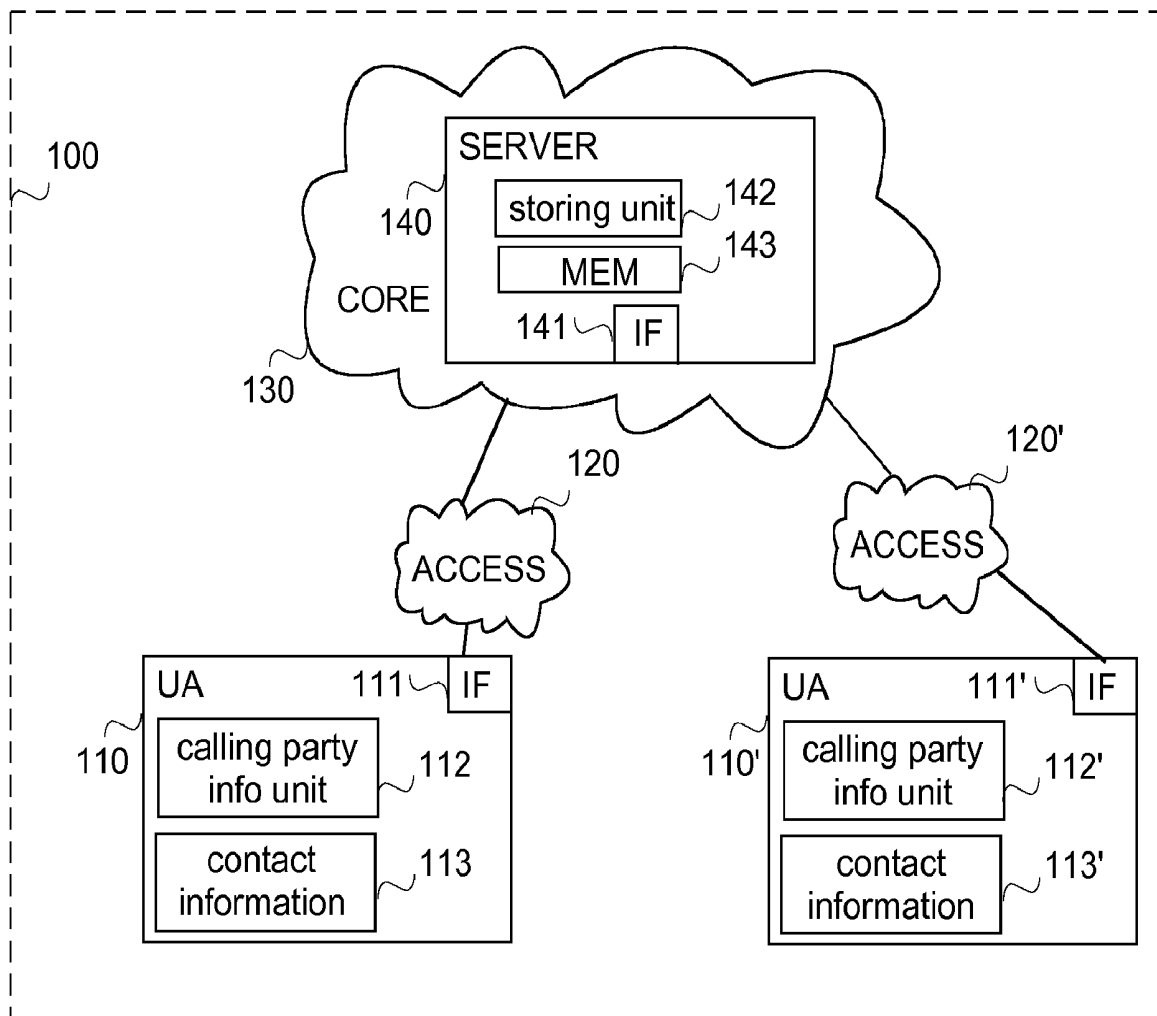 100
SERVER
140
storing unit
142
143
MEM
CORE
141
IF
130
120
120'
ACCESS
ACCESS
UA
111
IF
110
calling party
info unit
112
contact
information
113
UA
111'
IF
110'
calling party
info unit
112'
contact
information
113'